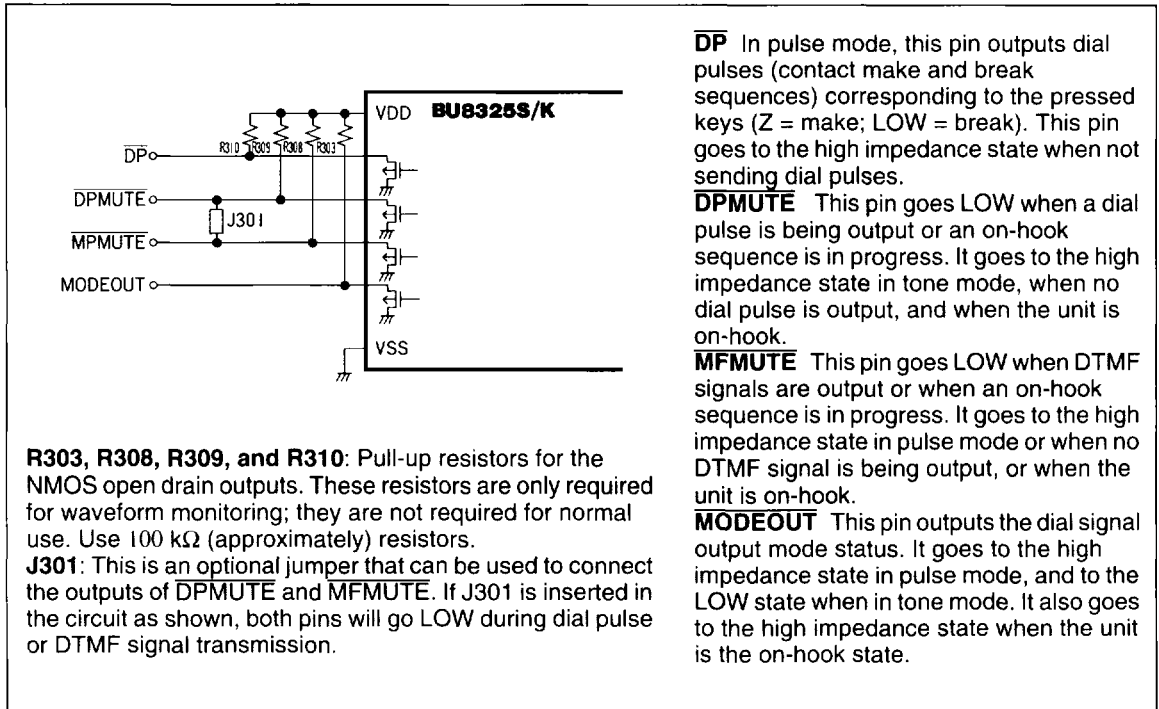 VDD BU8325S/K
R310 R309 R308 R303
DP
DPMUTE
J301
MPMUTE
MODEOUT
VSS
R303, R308, R309, and R310: Pull-up resistors for the
NMOS open drain outputs. These resistors are only required
for waveform monitoring; they are not required for normal
use. Use 100 kΩ (approximately) resistors.
J301: This is an optional jumper that can be used to connect
the outputs of DPMUTE and MFMUTE. If J301 is inserted in
the circuit as shown, both pins will go LOW during dial pulse
or DTMF signal transmission.
DP In pulse mode, this pin outputs dial
pulses (contact make and break
sequences) corresponding to the pressed
keys (Z = make; LOW = break). This pin
goes to the high impedance state when not
sending dial pulses.
DPMUTE This pin goes LOW when a dial
pulse is being output or an on-hook
sequence is in progress. It goes to the high
impedance state in tone mode, when no
dial pulse is output, and when the unit is
on-hook.
MFMUTE This pin goes LOW when DTMF
signals are output or when an on-hook
sequence is in progress. It goes to the high
impedance state in pulse mode or when no
DTMF signal is being output, or when the
unit is on-hook.
MODEOUT This pin outputs the dial signal
output mode status. It goes to the high
impedance state in pulse mode, and to the
LOW state when in tone mode. It also goes
to the high impedance state when the unit
is the on-hook state.